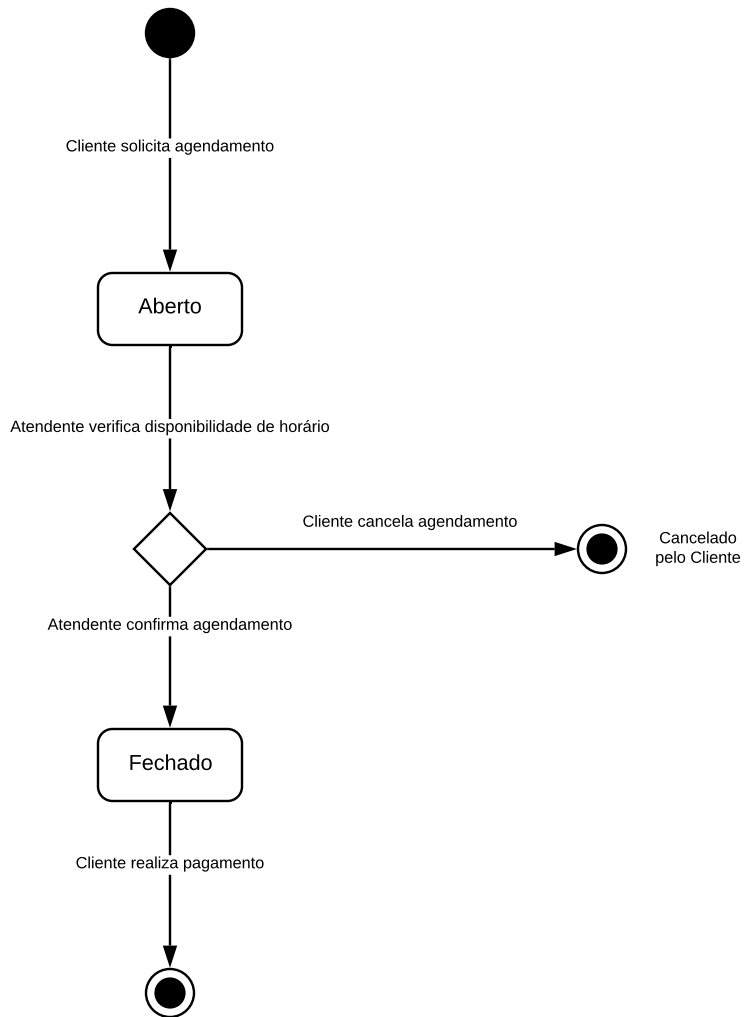 Cliente solicita agendamento
Aberto
Atendente verifica disponibilidade de horário
Cliente cancela agendamento
Cancelado
pelo Cliente
Atendente confirma agendamento
Fechado
Cliente realiza pagamento